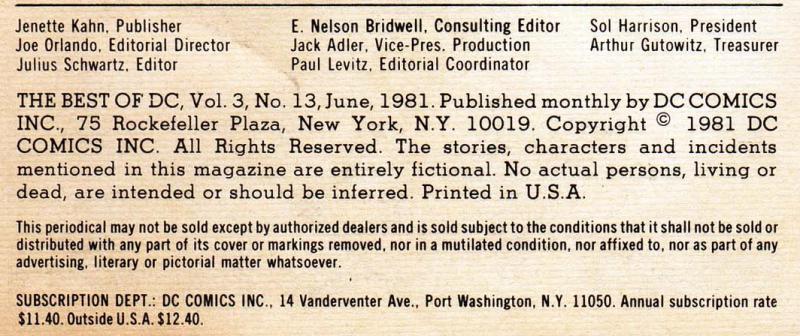 Jenette Kahn, Publisher E. Nelson Bridwell, Consulting Editor Sol Harrison, President
Joe Orlando, Editorial Director Jack Adler, Vice-Pres. Production Arthur Gutowitz, Treasurer
Julius Schwartz, Editor Paul Levitz, Editorial Coordinator
THE BEST OF DC, Vol. 3, No. 13, June, 1981. Published monthly by DC COMICS
INC., 75 Rockefeller Plaza, New York, N.Y. 10019. Copyright © 1981 DC
COMICS INC. All Rights Reserved. The stories, characters and incidents
mentioned in this magazine are entirely fictional. No actual persons, living or
dead, are intended or should be inferred. Printed in U.S.A.
This periodical may not be sold except by authorized dealers and is sold subject to the conditions that it shall not be sold or
distributed with any part of its cover or markings removed, nor in a mutilated condition, nor affixed to, nor as part of any
advertising, literary or pictorial matter whatsoever.
SUBSCRIPTION DEPT.: DC COMICS INC., 14 Vanderventer Ave., Port Washington, N.Y. 11050. Annual subscription rate
$11.40. Outside U.S.A. $12.40.